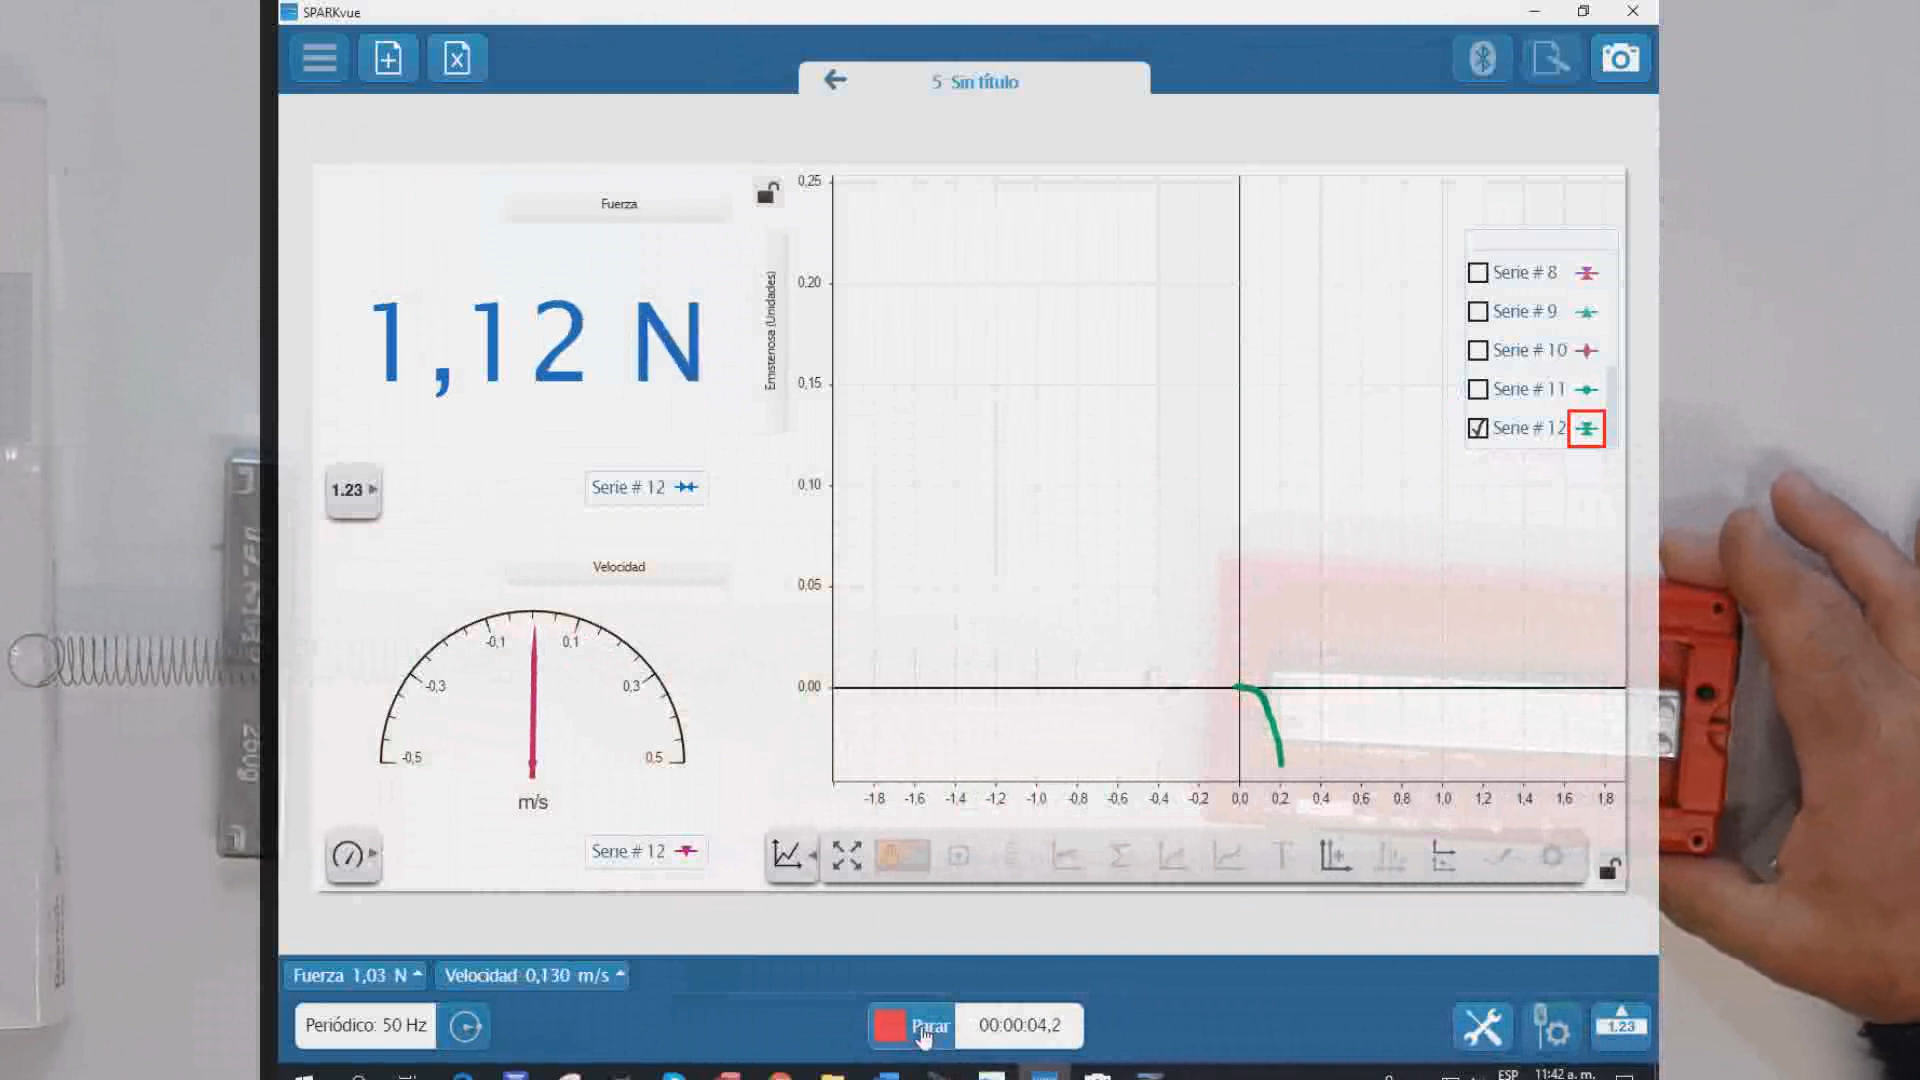 SPARKvue
5 Sin título
Fuerza
1,12 N
1.23
Serie # 12
Velocidad
-0,5
-0,3
-0,1
0,1
0,3
0,5
m/s
Serie # 12
0,25
0,20
0,15
0,10
0,05
0,00
-1,8 -1,6 -1,4 -1,2 -1,0 -0,8 -0,6 -0,4 -0,2 0,0 0,2 0,4 0,6 0,8 1,0 1,2 1,4 1,6 1,8
Serie # 8
Serie # 9
Serie # 10
Serie # 11
Serie # 12
Fuerza 1,03 N
Velocidad 0,130 m/s
Periódico: 50 Hz
Parar
00:00:04,2
1.23
ESP
11:42 a. m.